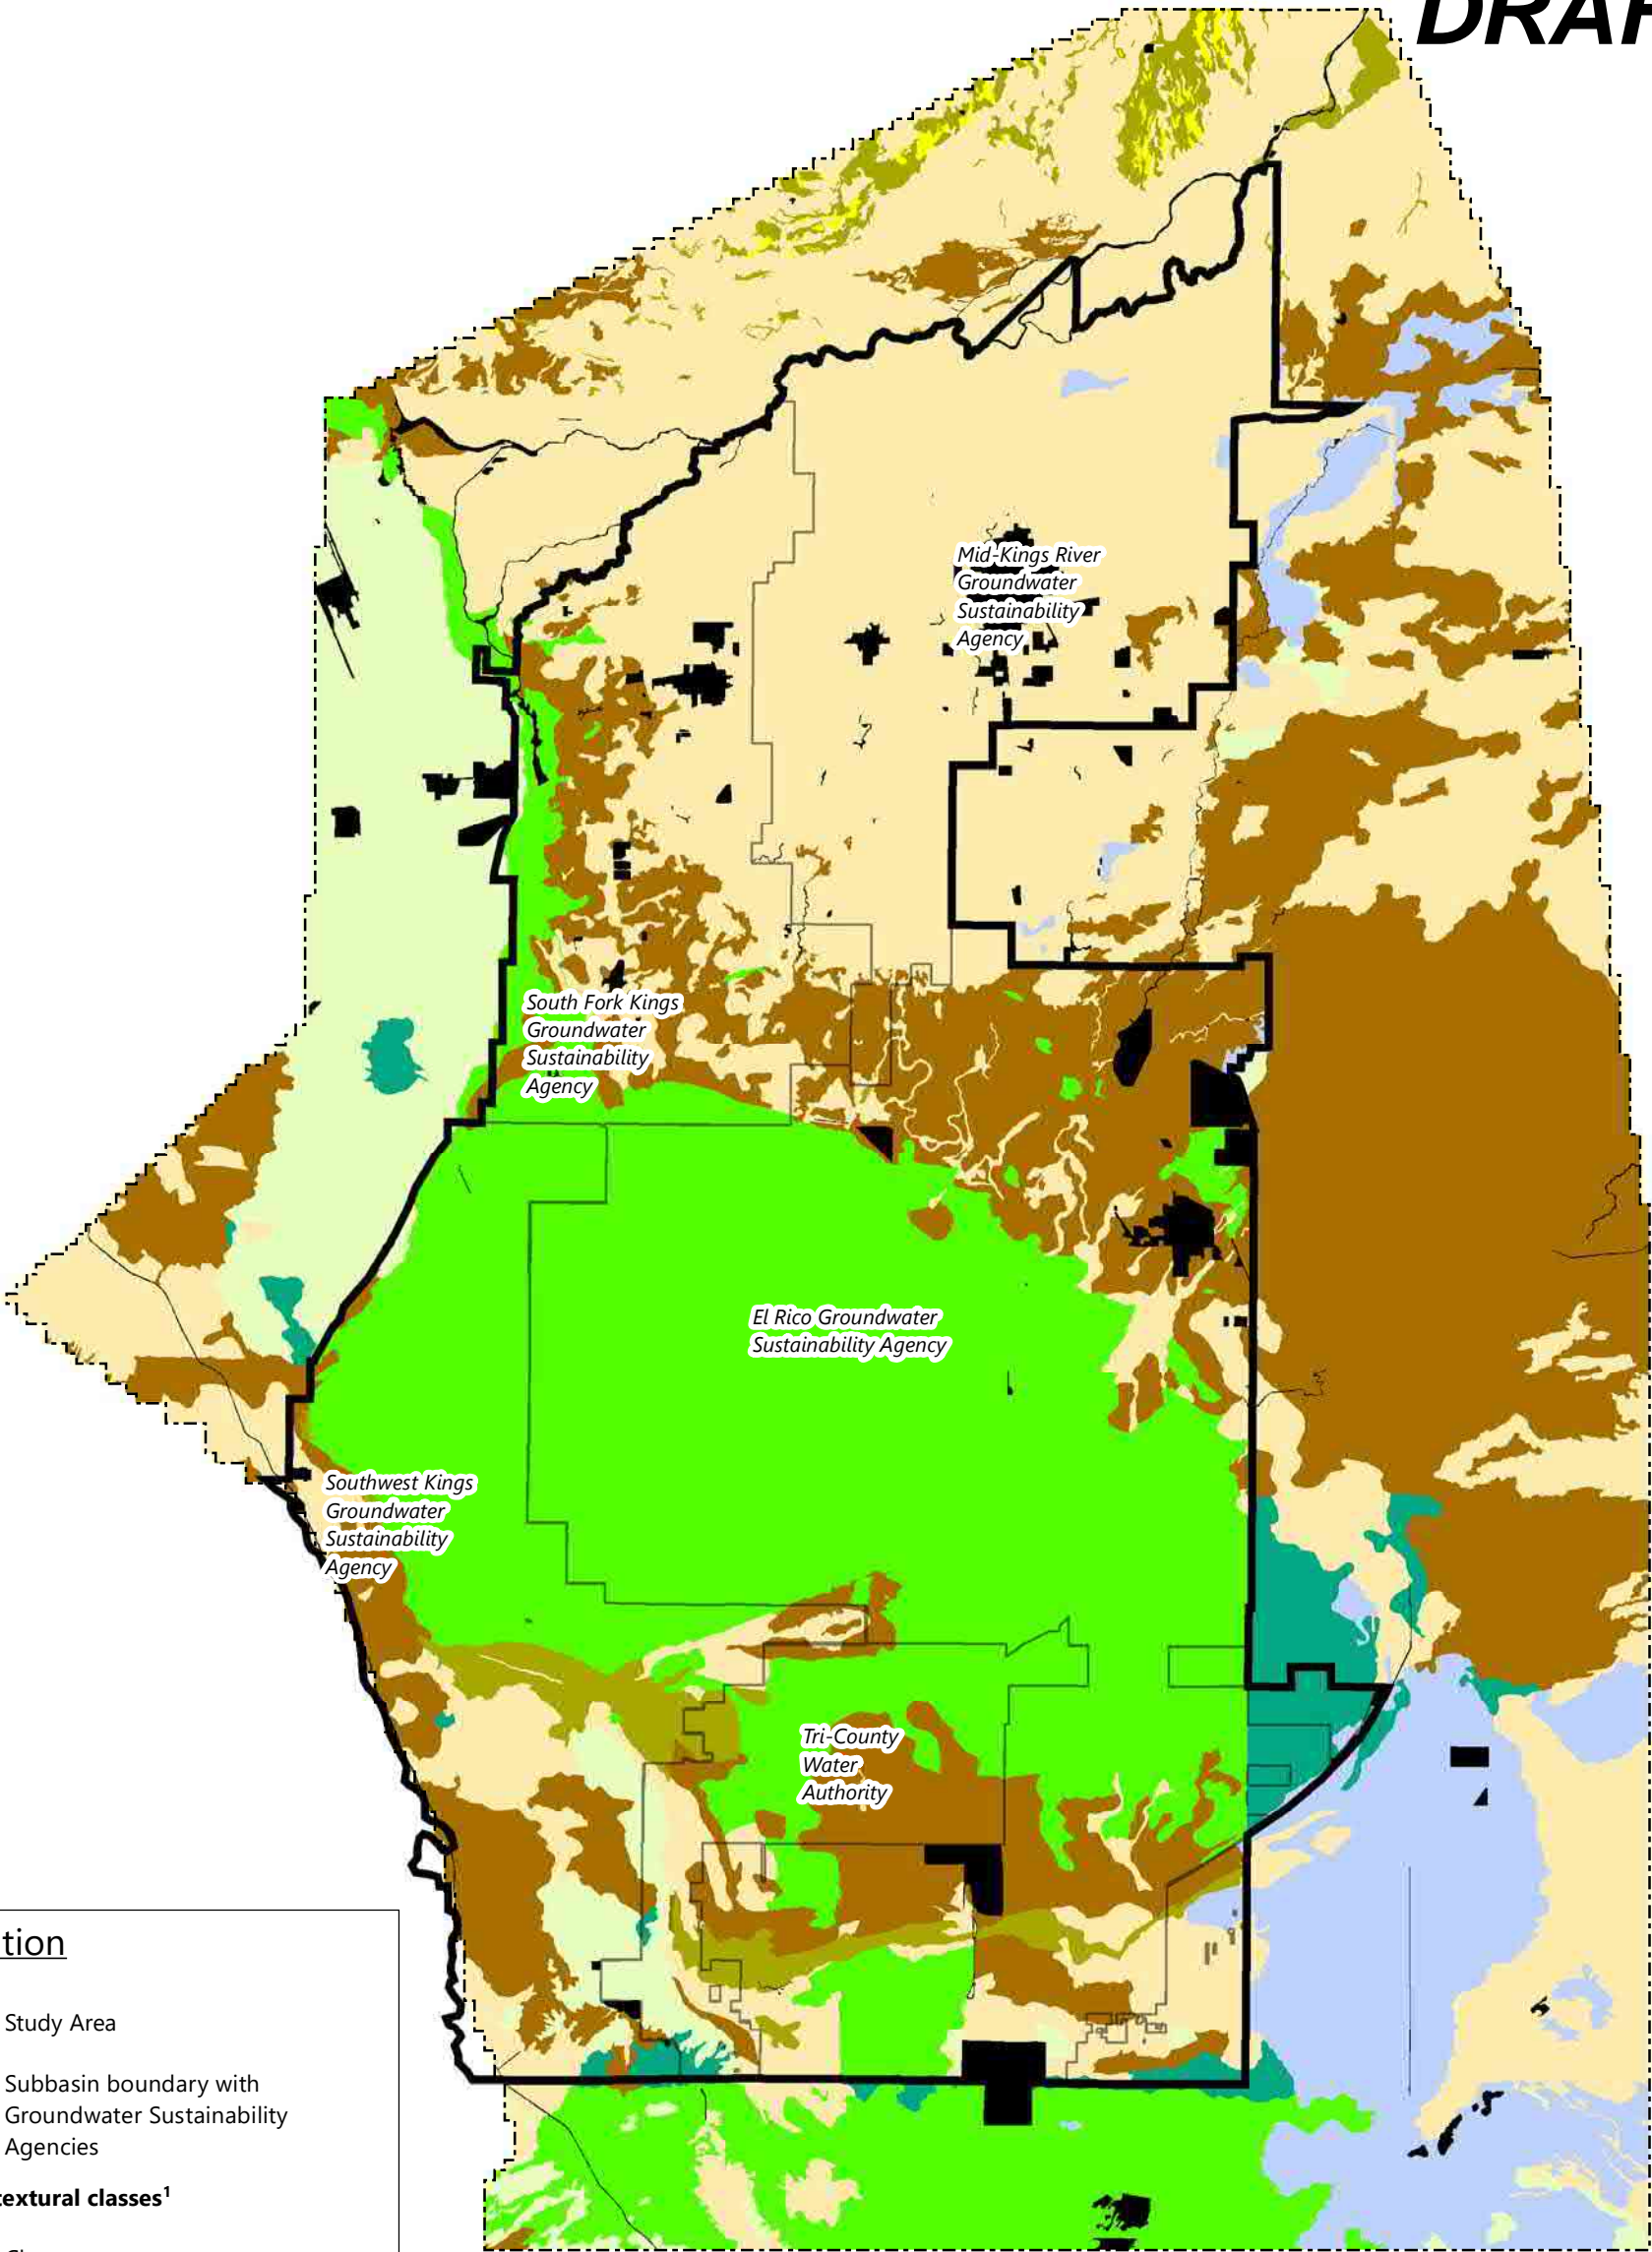 DRAF
Mid-Kings River
Groundwater
Sustainability
Agency
South Fork Kings
Groundwater
Sustainability
Agency
El Rico Groundwater
Sustainability Agency
Southwest Kings
Groundwater
Sustainability
Agency
Tri-County
Water
Authority
tion
Study Area
Subbasin boundary with
Groundwater Sustainability
Agencies
textural classes¹